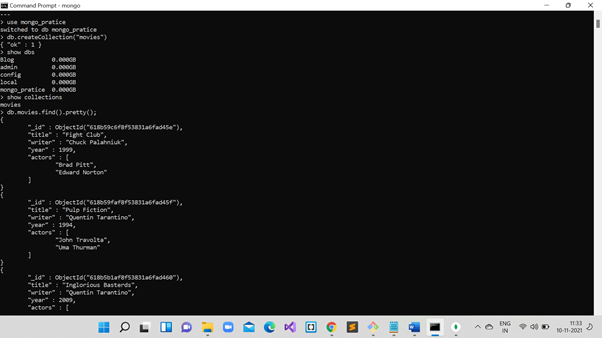 Command Prompt - mongo
---
> use mongo_pratice
switched to db mongo_pratice
> db.createCollection("movies")
{ "ok" : 1 }
> show dbs
Blog 0.000GB
admin 0.000GB
config 0.000GB
local 0.000GB
mongo_pratice 0.000GB
> show collections
movies
> db.movies.find().pretty();
{
"_id" : ObjectId("618b59c6f8f53831a6fad45e"),
"title" : "Fight Club",
"writer" : "Chuck Palahniuk",
"year" : 1999,
"actors" : [
"Brad Pitt",
"Edward Norton"
]
}
{
"_id" : ObjectId("618b59faf8f53831a6fad45f"),
"title" : "Pulp Fiction",
"writer" : "Quentin Tarantino",
"year" : 1994,
"actors" : [
"John Travolta",
"Uma Thurman"
]
}
{
"_id" : ObjectId("618b5b1af8f53831a6fad460"),
"title" : "Inglorious Basterds",
"writer" : "Quentin Tarantino",
"year" : 2009,
"actors" : [
ENG
IN
11:33
10-11-2021